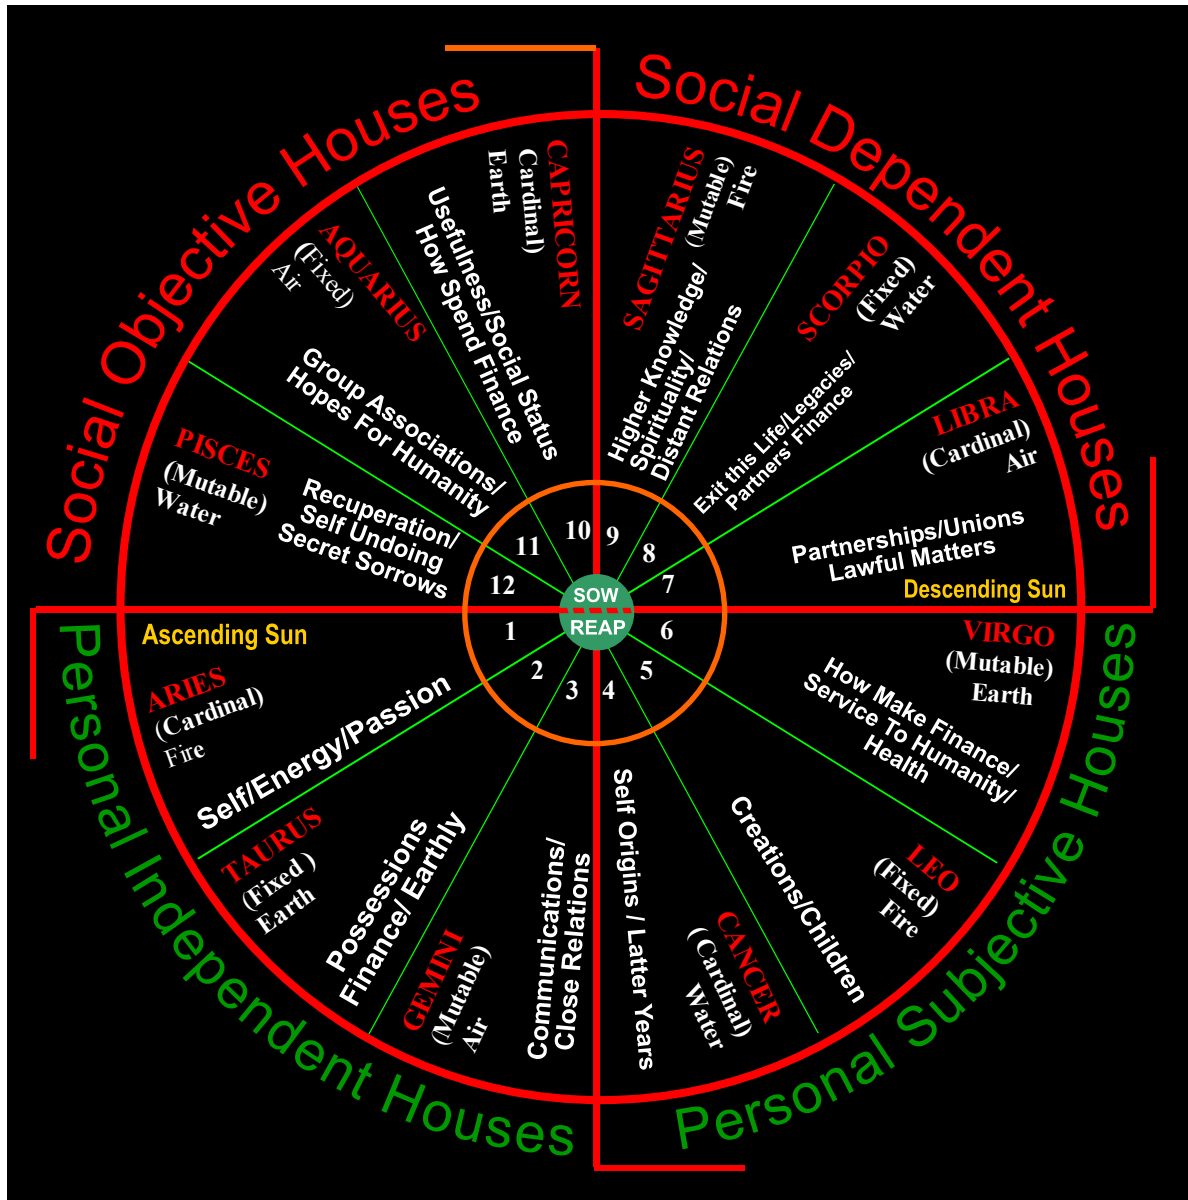 Social Objective Houses
Social Dependent Houses
CAPRICORN
(Cardinal)
Earth
Usefulness/Social Status
How Spend Finance
10
SAGITTARIUS
(Mutable)
Fire
Higher Knowledge/
Spirituality/
Distant Relations
9
AQUARIUS
(Fixed)
Air
Group Associations/
Hopes For Humanity
11
SCORPIO
(Fixed)
Water
Exit this Life/Legacies/
Partners' Finance
8
PISCES
(Mutable)
Water
Recuperation/
Self Undoing
Secret Sorrows
12
LIBRA
(Cardinal)
Air
Partnerships/Unions
Lawful Matters
7
Descending Sun
SOW
REAP
Ascending Sun
ARIES
(Cardinal)
Fire
Self/Energy/Passion
1
VIRGO
(Mutable)
Earth
How Make Finance/
Service To Humanity/
Health
6
TAURUS
(Fixed )
Earth
Possessions
Finance/ Earthly
2
LEO
(Fixed)
Fire
Creations/Children
5
GEMINI
(Mutable)
Air
Communications/
Close Relations
3
CANCER
( Cardinal)
Water
Self Origins / Latter Years
4
Personal Independent Houses
Personal Subjective Houses